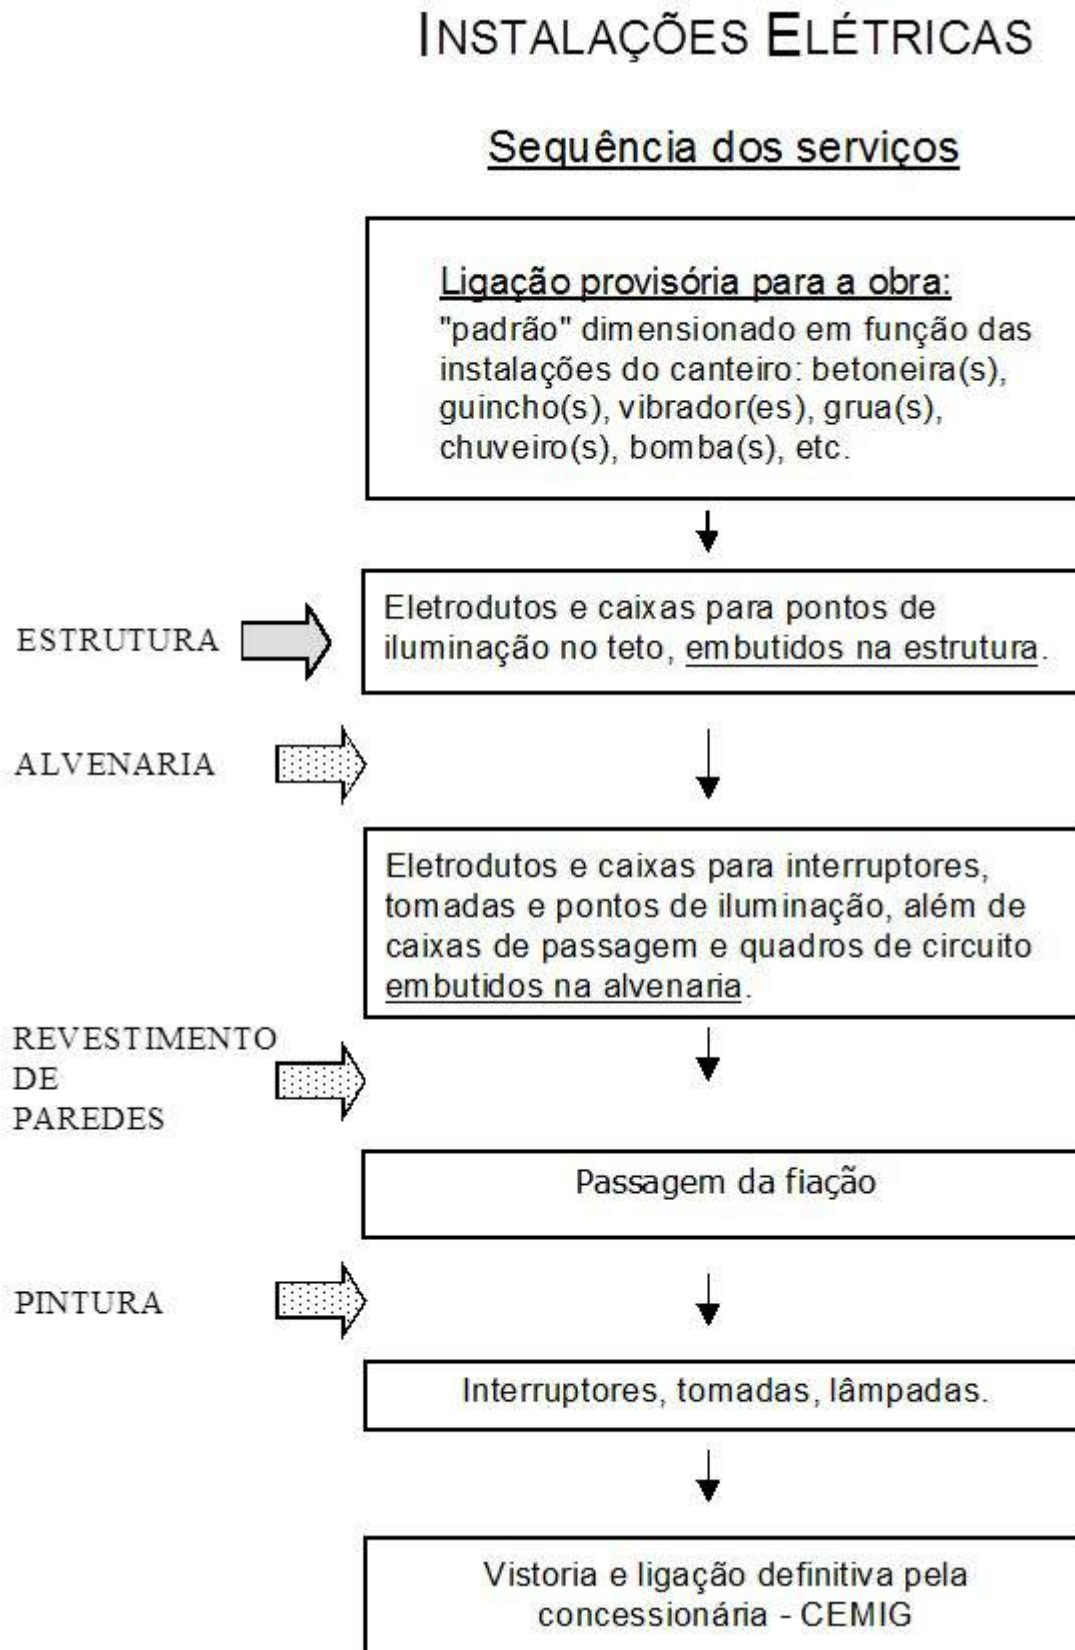 INSTALAÇÕES ELÉTRICAS
Sequência dos serviços
Ligação provisória para a obra:
"padrão" dimensionado em função das
instalações do canteiro: betoneira(s),
guincho(s), vibrador(es), grua(s),
chuveiro(s), bomba(s), etc.
ESTRUTURA
Eletrodutos e caixas para pontos de
iluminação no teto, embutidos na estrutura.
ALVENARIA
Eletrodutos e caixas para interruptores,
tomadas e pontos de iluminação, além de
caixas de passagem e quadros de circuito
embutidos na alvenaria.
REVESTIMENTO
DE
PAREDES
Passagem da fiação
PINTURA
Interruptores, tomadas, lâmpadas.
Vistoria e ligação definitiva pela
concessionária - CEMIG